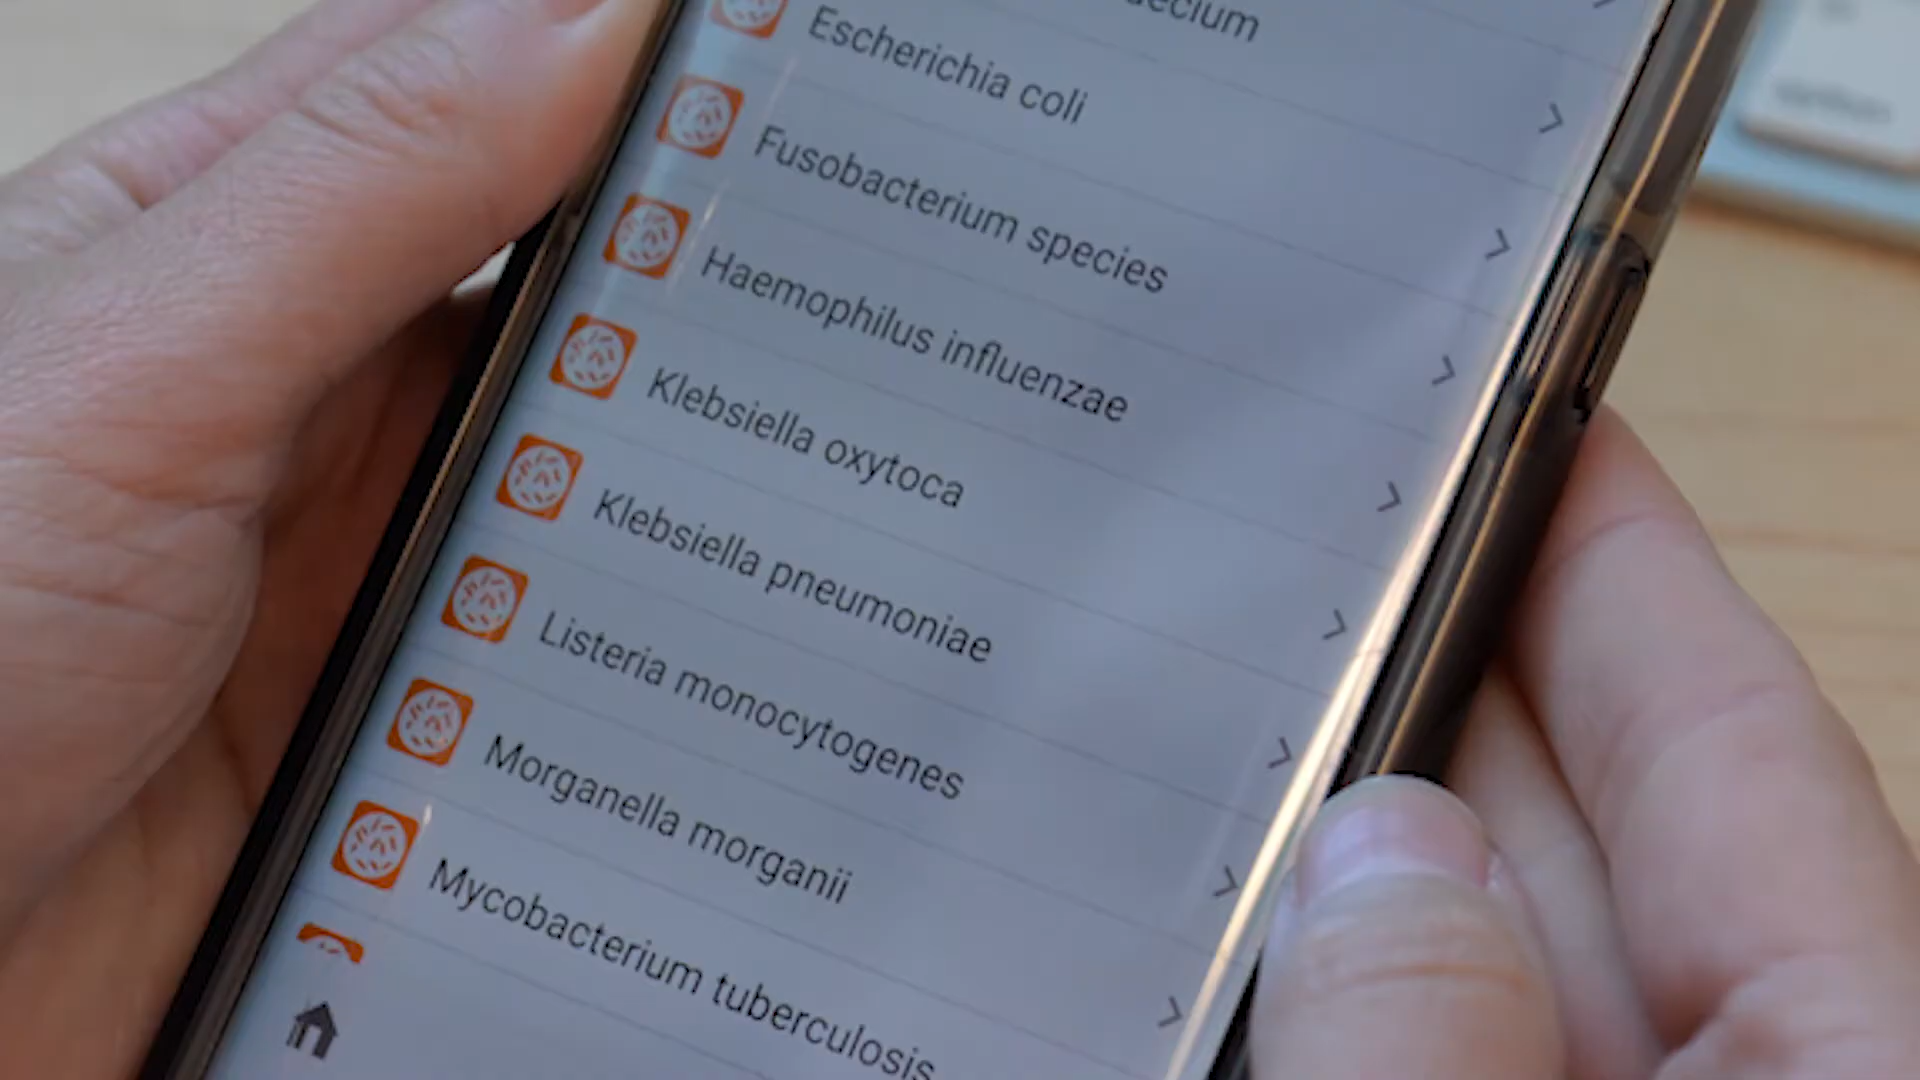 Escherichia coli
Fusobacterium species
Haemophilus influenzae
Klebsiella oxytoca
Klebsiella pneumoniae
Listeria monocytogenes
Morganella morganii
Mycobacterium tuberculosis